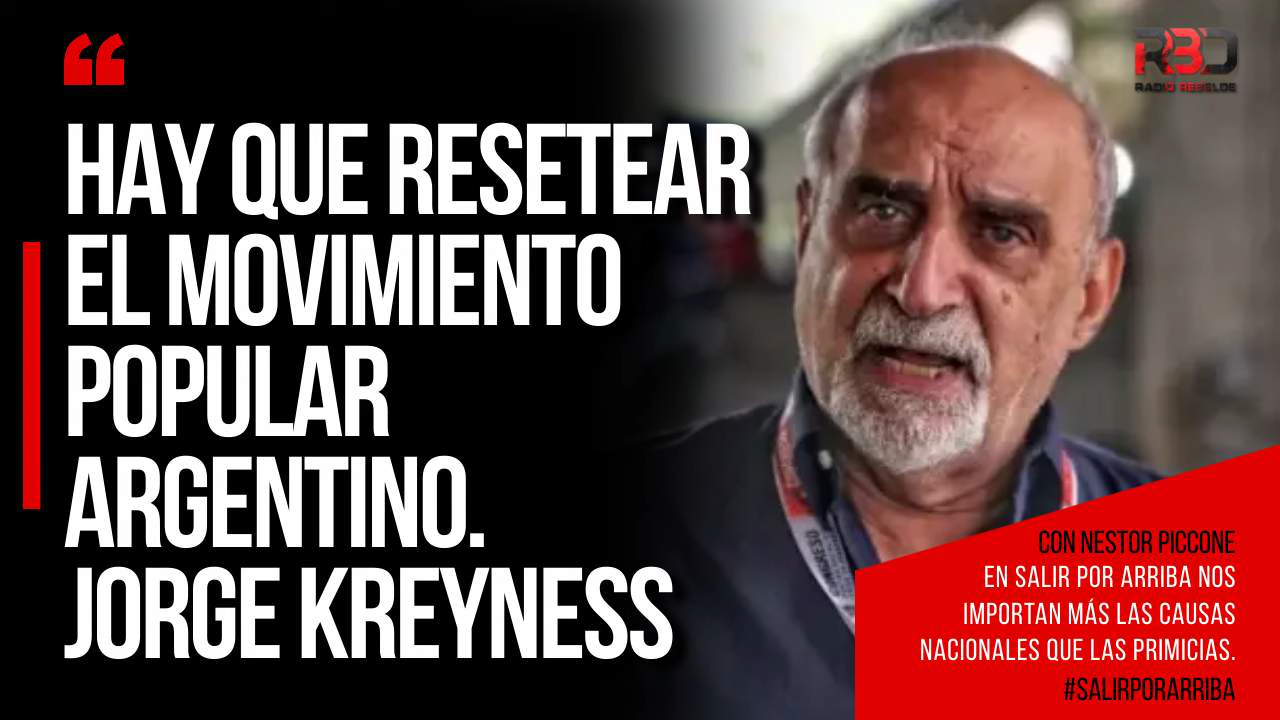 “
HAY QUE RESETEAR
EL MOVIMIENTO
POPULAR
ARGENTINO.
JORGE KREYNESS
RBD
RADIO REBELDE
CON NESTOR PICCONE
EN SALIR POR ARRIBA NOS
IMPORTAN MÁS LAS CAUSAS
NACIONALES QUE LAS PRIMICIAS.
#SALIRPORARRIBA